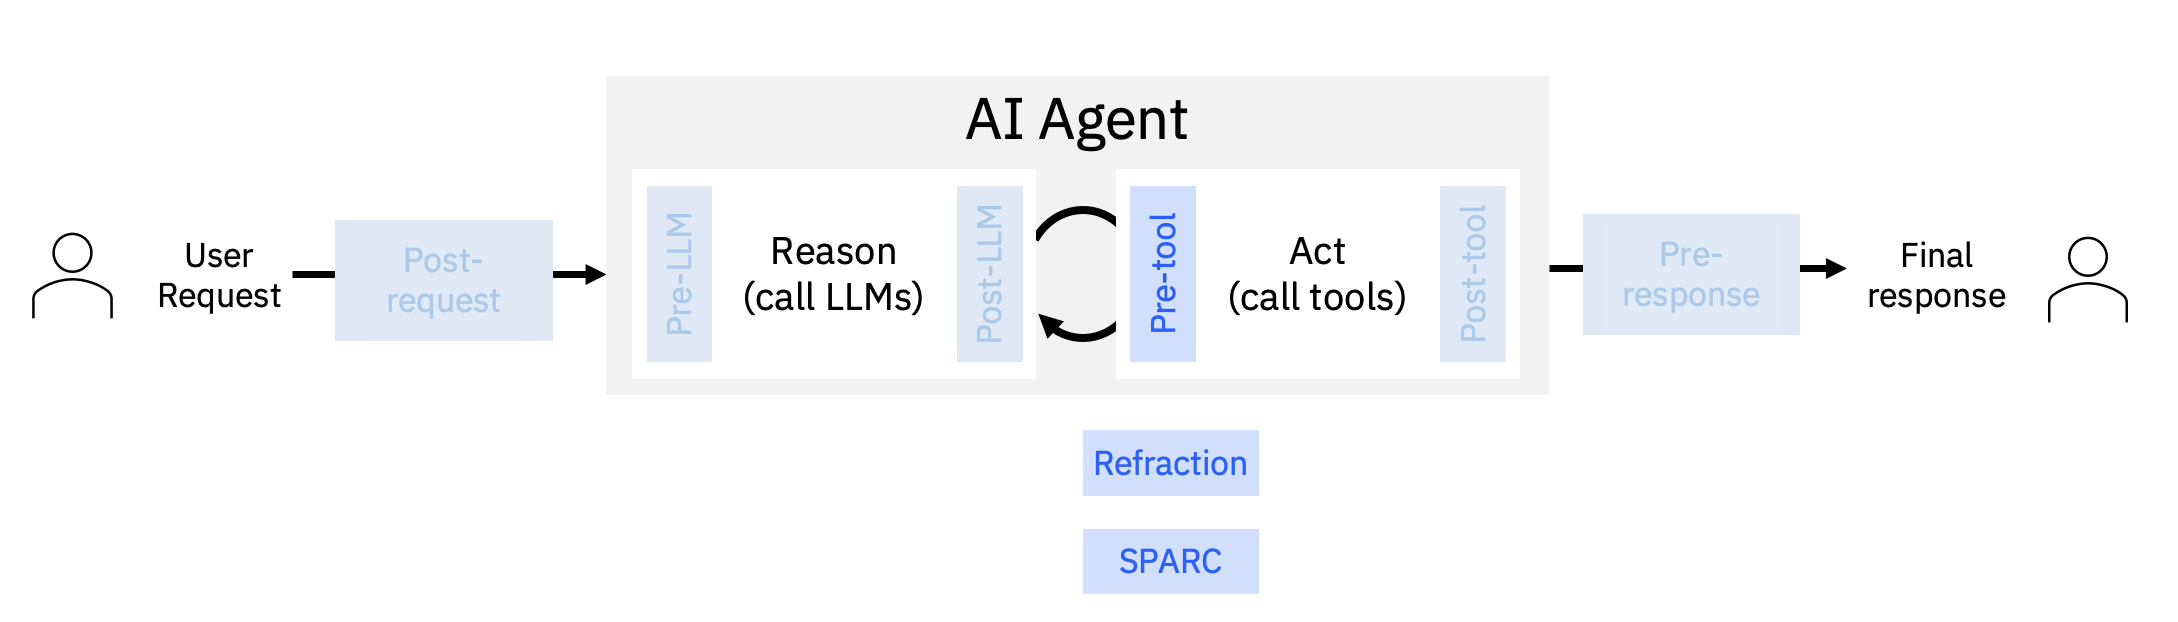 AI Agent
User
Request
Post-
request
Pre-LLM
Reason
(call LLMs)
Post-LLM
Pre-tool
Act
(call tools)
Post-tool
Pre-
response
Final
response
Refraction
SPARC